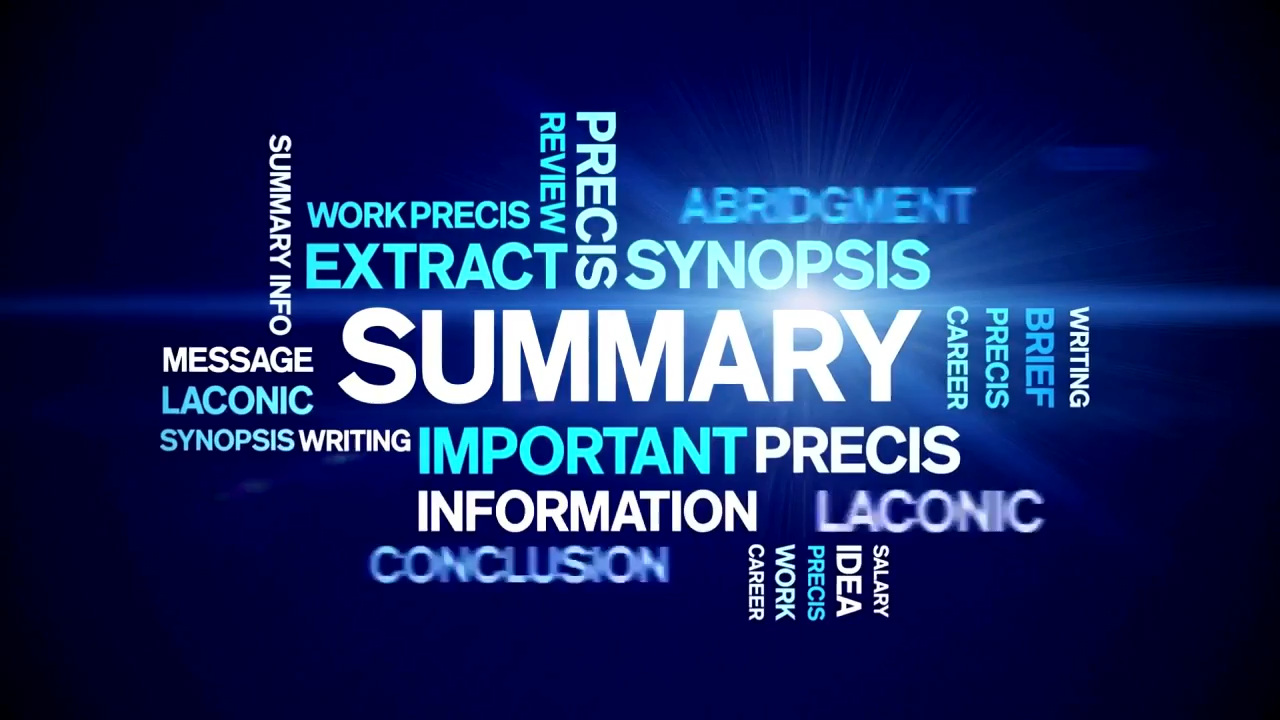 SUMMARY INFO
REVIEW
PRECIS
WORK PRECIS
ABRIDGMENT
EXTRACT
SYNOPSIS
SUMMARY
MESSAGE
LACONIC
SYNOPSIS WRITING
CAREER
PRECIS
BRIEF
WRITING
IMPORTANT PRECIS
INFORMATION
LACONIC
CONCLUSION
CAREER
WORK
PRECIS
IDEA
SALARY